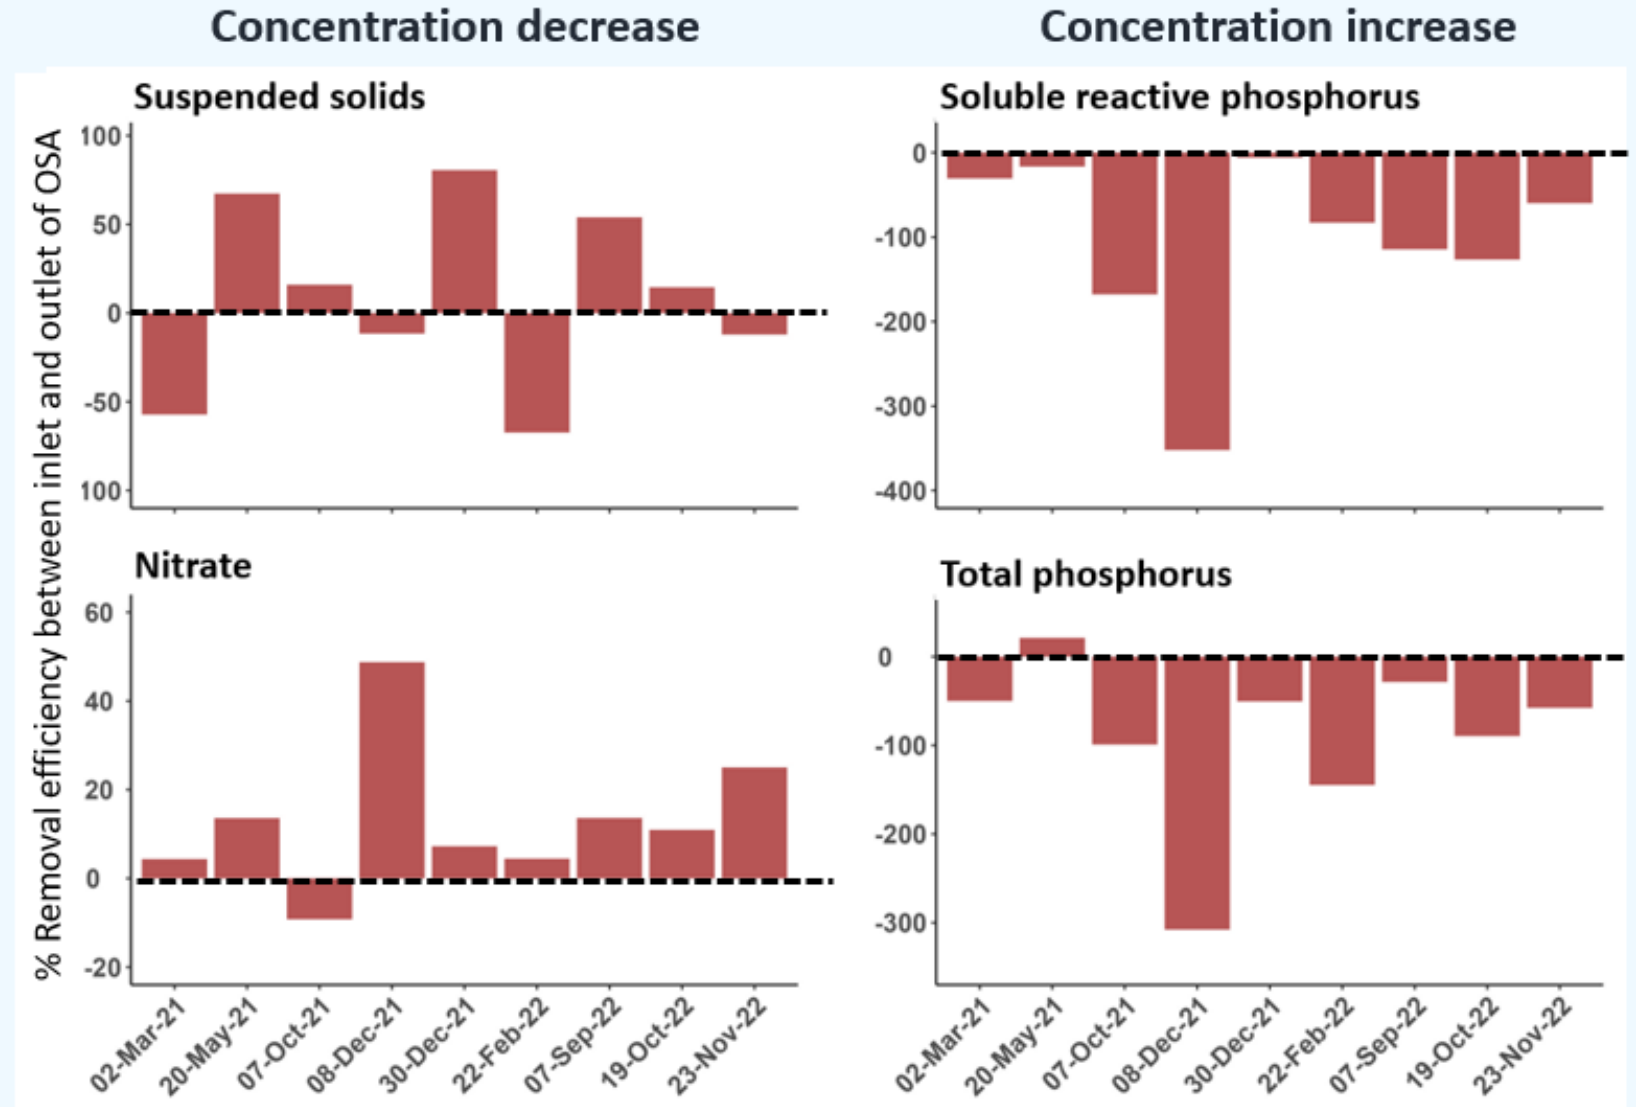 Concentration decrease
Concentration increase
% Removal efficiency between inlet and outlet of OSA
Suspended solids
100
50
0
-50
100
Soluble reactive phosphorus
0
-100
-200
-300
-400
Nitrate
60
40
20
0
-20
02-Mar-21
20-May-21
07-Oct-21
08-Dec-21
30-Dec-21
22-Feb-22
07-Sep-22
19-Oct-22
23-Nov-22
Total phosphorus
0
-100
-200
-300
02-Mar-21
20-May-21
07-Oct-21
08-Dec-21
30-Dec-21
22-Feb-22
07-Sep-22
19-Oct-22
23-Nov-22